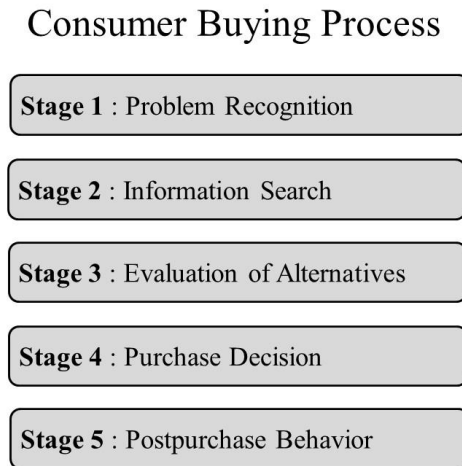 Consumer Buying Process
Stage 1 : Problem Recognition
Stage 2 : Information Search
Stage 3 : Evaluation of Alternatives
Stage 4 : Purchase Decision
Stage 5 : Postpurchase Behavior